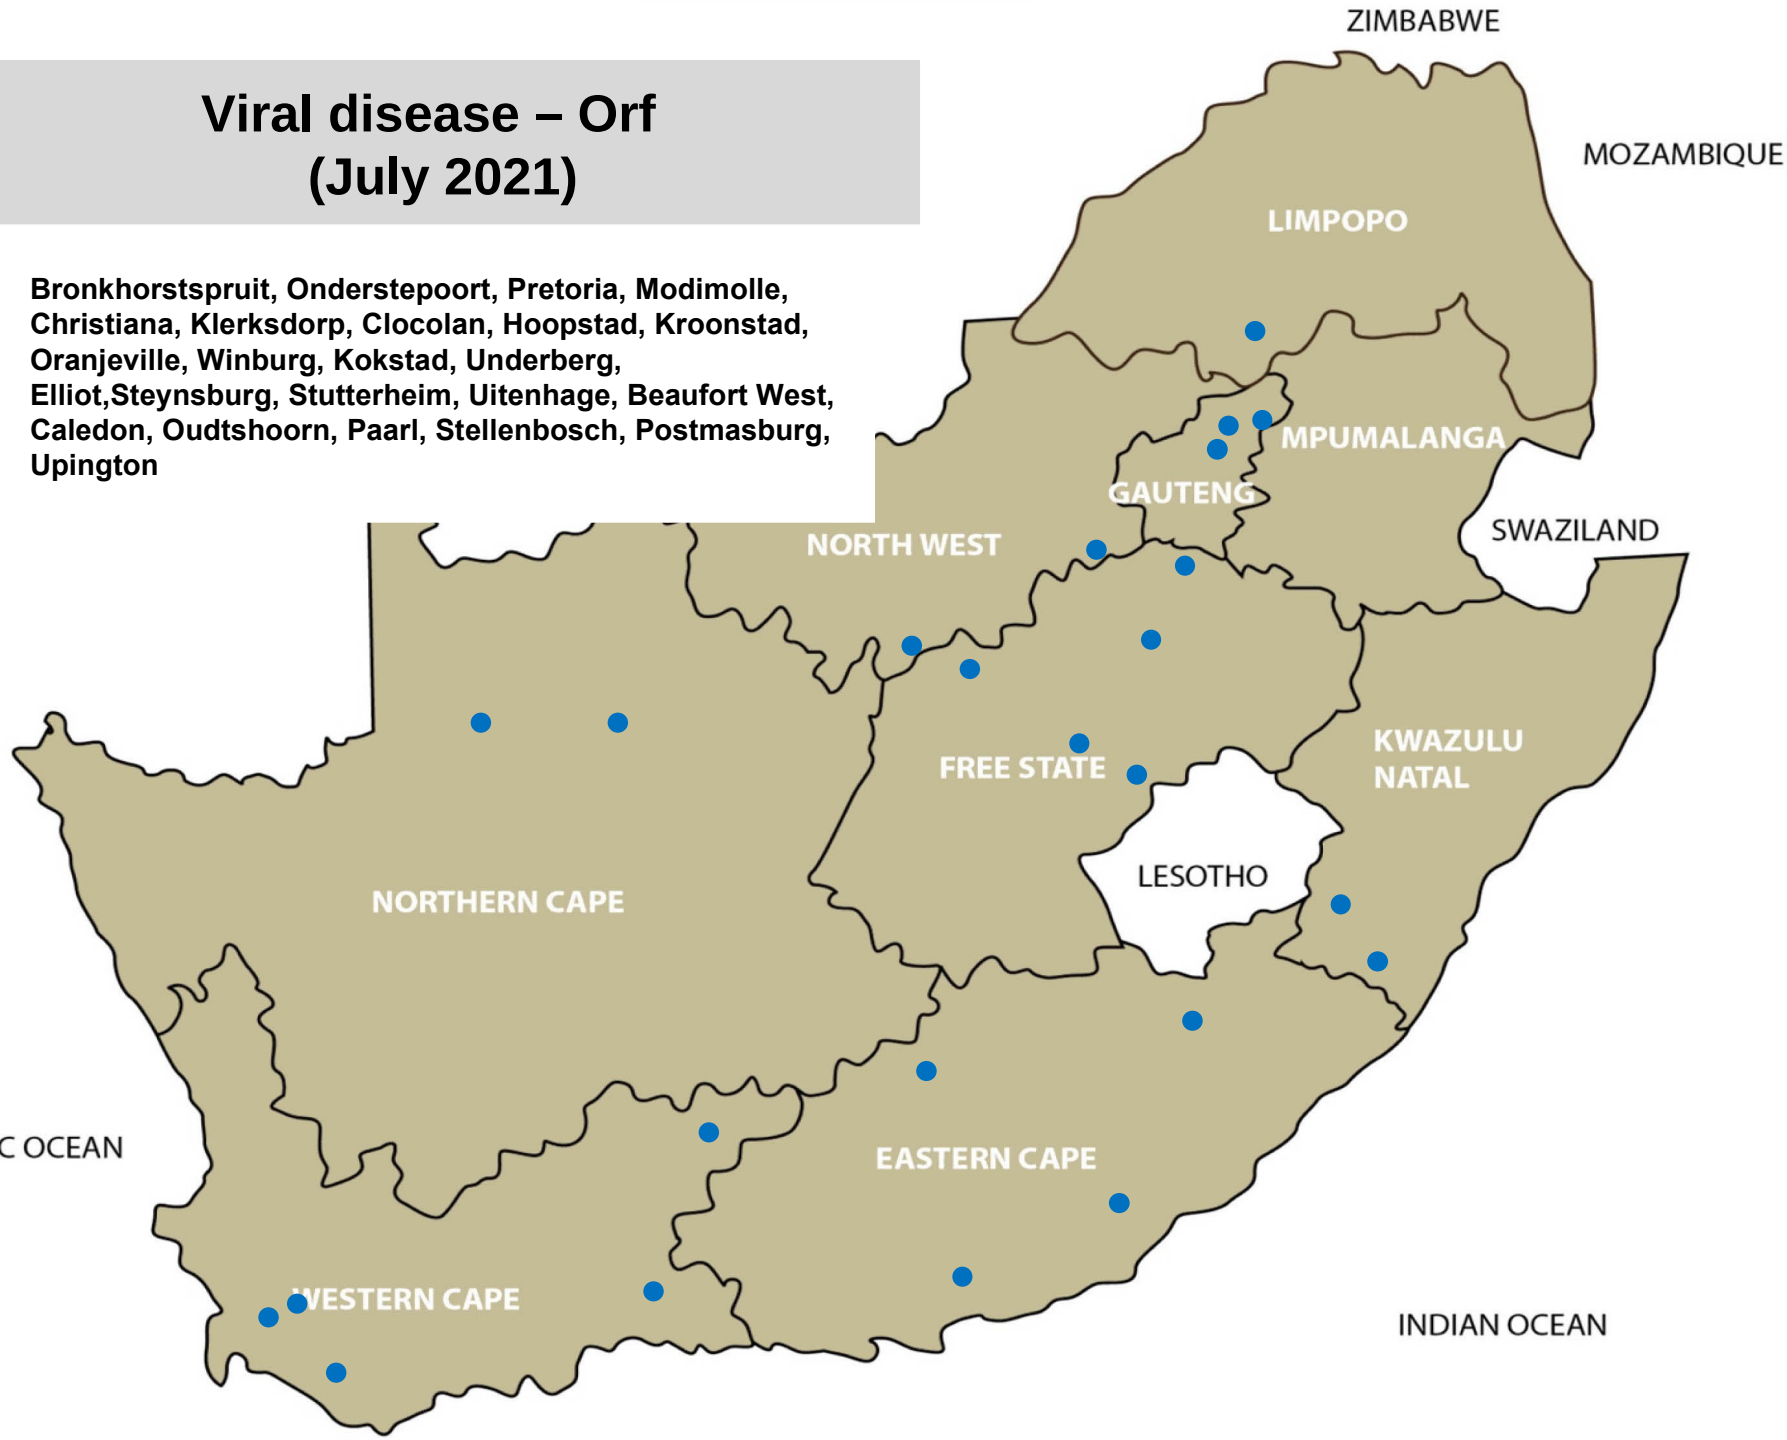 ZIMBABWE
Viral disease – Orf
(July 2021)
MOZAMBIQUE
LIMPOPO
Bronkhorstspruit, Onderstepoort, Pretoria, Modimolle,
Christiana, Klerksdorp, Clocolan, Hoopstad, Kroonstad,
Oranjeville, Winburg, Kokstad, Underberg,
Elliot,Steynsburg, Stutterheim, Uitenhage, Beaufort West,
Caledon, Oudtshoorn, Paarl, Stellenbosch, Postmasburg,
Upington
MPUMALANGA
GAUTENG
SWAZILAND
NORTH WEST
KWAZULU
NATAL
FREE STATE
LESOTHO
NORTHERN CAPE
C OCEAN
EASTERN CAPE
WESTERN CAPE
INDIAN OCEAN